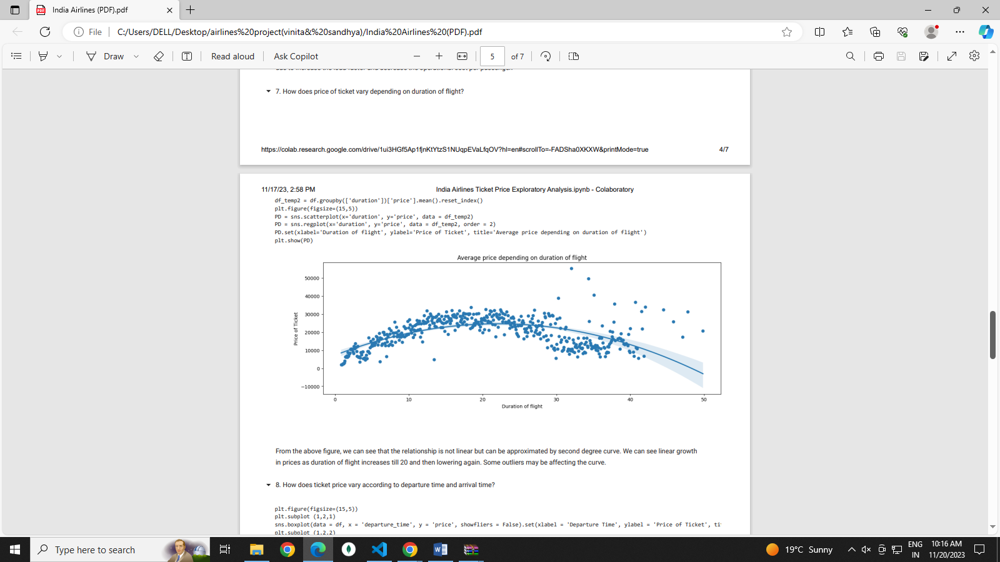 India Airlines (PDF).pdf
File
C:/Users/DELL/Desktop/airlines%20project(vinita&%20sandhya)/India%20Airlines%20(PDF).pdf
Draw
Read aloud
Ask Copilot
5
of 7
7. How does price of ticket vary depending on duration of flight?
https://colab.research.google.com/drive/1ui3HGf5Ap1fjnKtYtzS1NUqpEVaLfqOV?hl=en#scrollTo=-FADSha0XKXW&printMode=true
4/7
11/17/23, 2:58 PM
India Airlines Ticket Price Exploratory Analysis.ipynb - Colaboratory
df_temp2 = df.groupby(['duration'])['price'].mean().reset_index()
plt.figure(figsize=(15,5))
PD = sns.scatterplot(x='duration', y='price', data = df_temp2)
PD = sns.regplot(x='duration', y='price', data = df_temp2, order = 2)
PD.set(xlabel='Duration of flight', ylabel='Price of Ticket', title='Average price depending on duration of flight')
plt.show(PD)
Average price depending on duration of flight
50000
40000
30000
20000
10000
0
−10000
Price of Ticket
0 10 20 30 40 50
Duration of flight
From the above figure, we can see that the relationship is not linear but can be approximated by second degree curve. We can see linear growth
in prices as duration of flight increases till 20 and then lowering again. Some outliers may be affecting the curve.
8. How does ticket price vary according to departure time and arrival time?
plt.figure(figsize=(15,5))
plt.subplot (1,2,1)
sns.boxplot(data = df, x = 'departure_time', y = 'price', showfliers = False).set(xlabel = 'Departure Time', ylabel = 'Price of Ticket', ti
plt.subplot (1,2,2)
Type here to search
19°C Sunny
ENG
IN
10:16 AM
11/20/2023